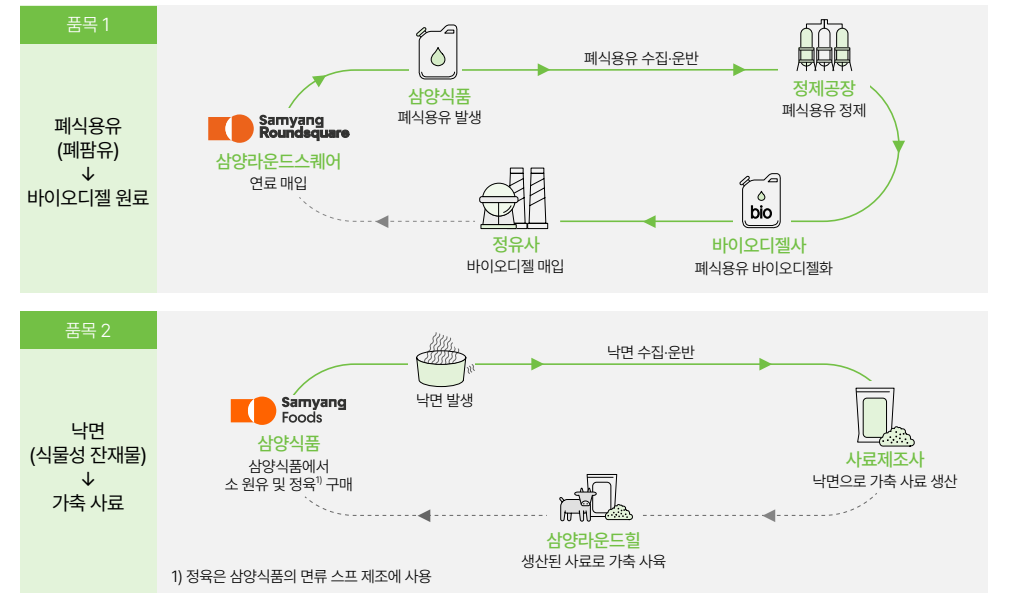 품목 1
폐식용유
(폐팜유)
↓
바이오디젤 원료
Samyang
Roundsquare
삼양라운드스퀘어
연료 매입
삼양식품
폐식용유 발생
폐식용유 수집·운반
정제공장
폐식용유 정제
bio
바이오디젤사
폐식용유 바이오디젤화
정유사
바이오디젤 매입
품목 2
낙면
(식물성 잔재물)
↓
가축 사료
Samyang
Foods
삼양식품
삼양식품에서
소 원유 및 정육1) 구매
낙면 발생
낙면 수집·운반
사료제조사
낙면으로 가축 사료 생산
삼양라운드힐
생산된 사료로 가축 사육
1) 정육은 삼양식품의 면류 스프 제조에 사용